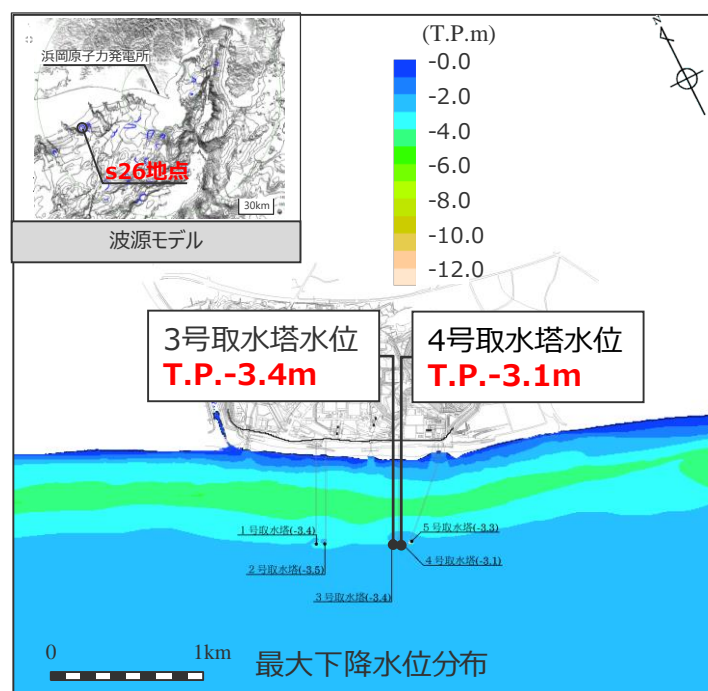 浜岡原子力発電所
s26地点
30km
波源モデル
(T.P.m)
-0.0
-2.0
-4.0
-6.0
-8.0
-10.0
-12.0
N
3号取水塔水位
T.P.-3.4m
4号取水塔水位
T.P.-3.1m
1号取水塔(-3.4)
2号取水塔(-3.5)
3号取水塔(-3.4)
5号取水塔(-3.3)
4号取水塔(-3.1)
0 1km
最大下降水位分布